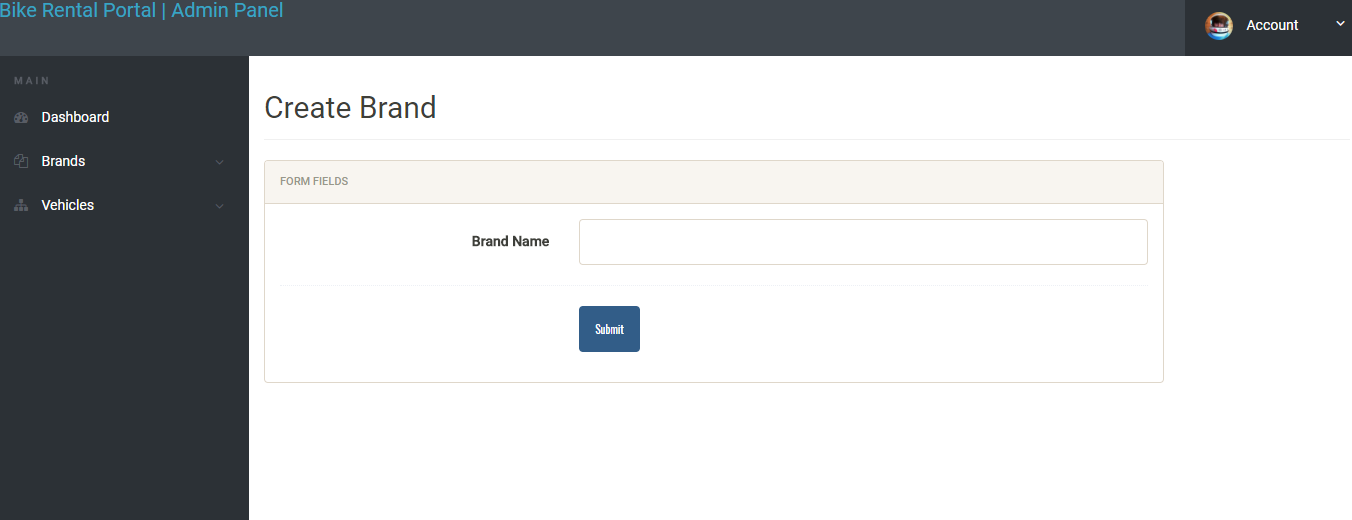 Bike Rental Portal | Admin Panel
Account
MAIN
Dashboard
Brands
Vehicles
Create Brand
FORM FIELDS
Brand Name
Submit